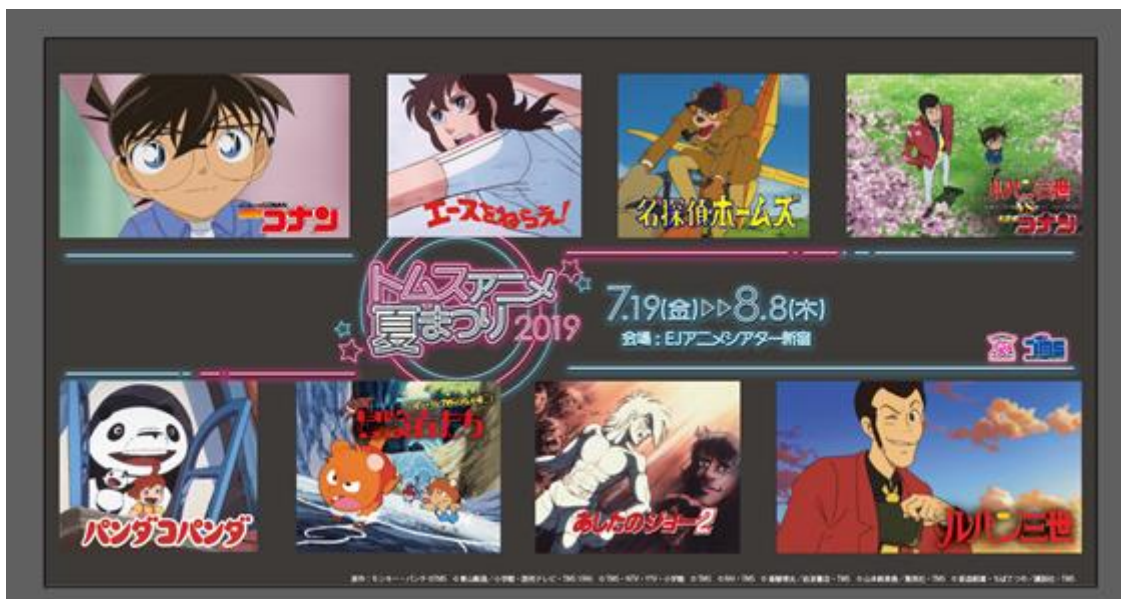 コナン
エースをねらえ!
名探偵ホームズ
ルパン三世
VS
コナン
トムスアニメ
夏まつり2019
7.19(金)▷▷8.8(木)
会場:EJアニメシアター新宿
TMS
パンダコパンダ
あしたのジョー2
ルパン三世